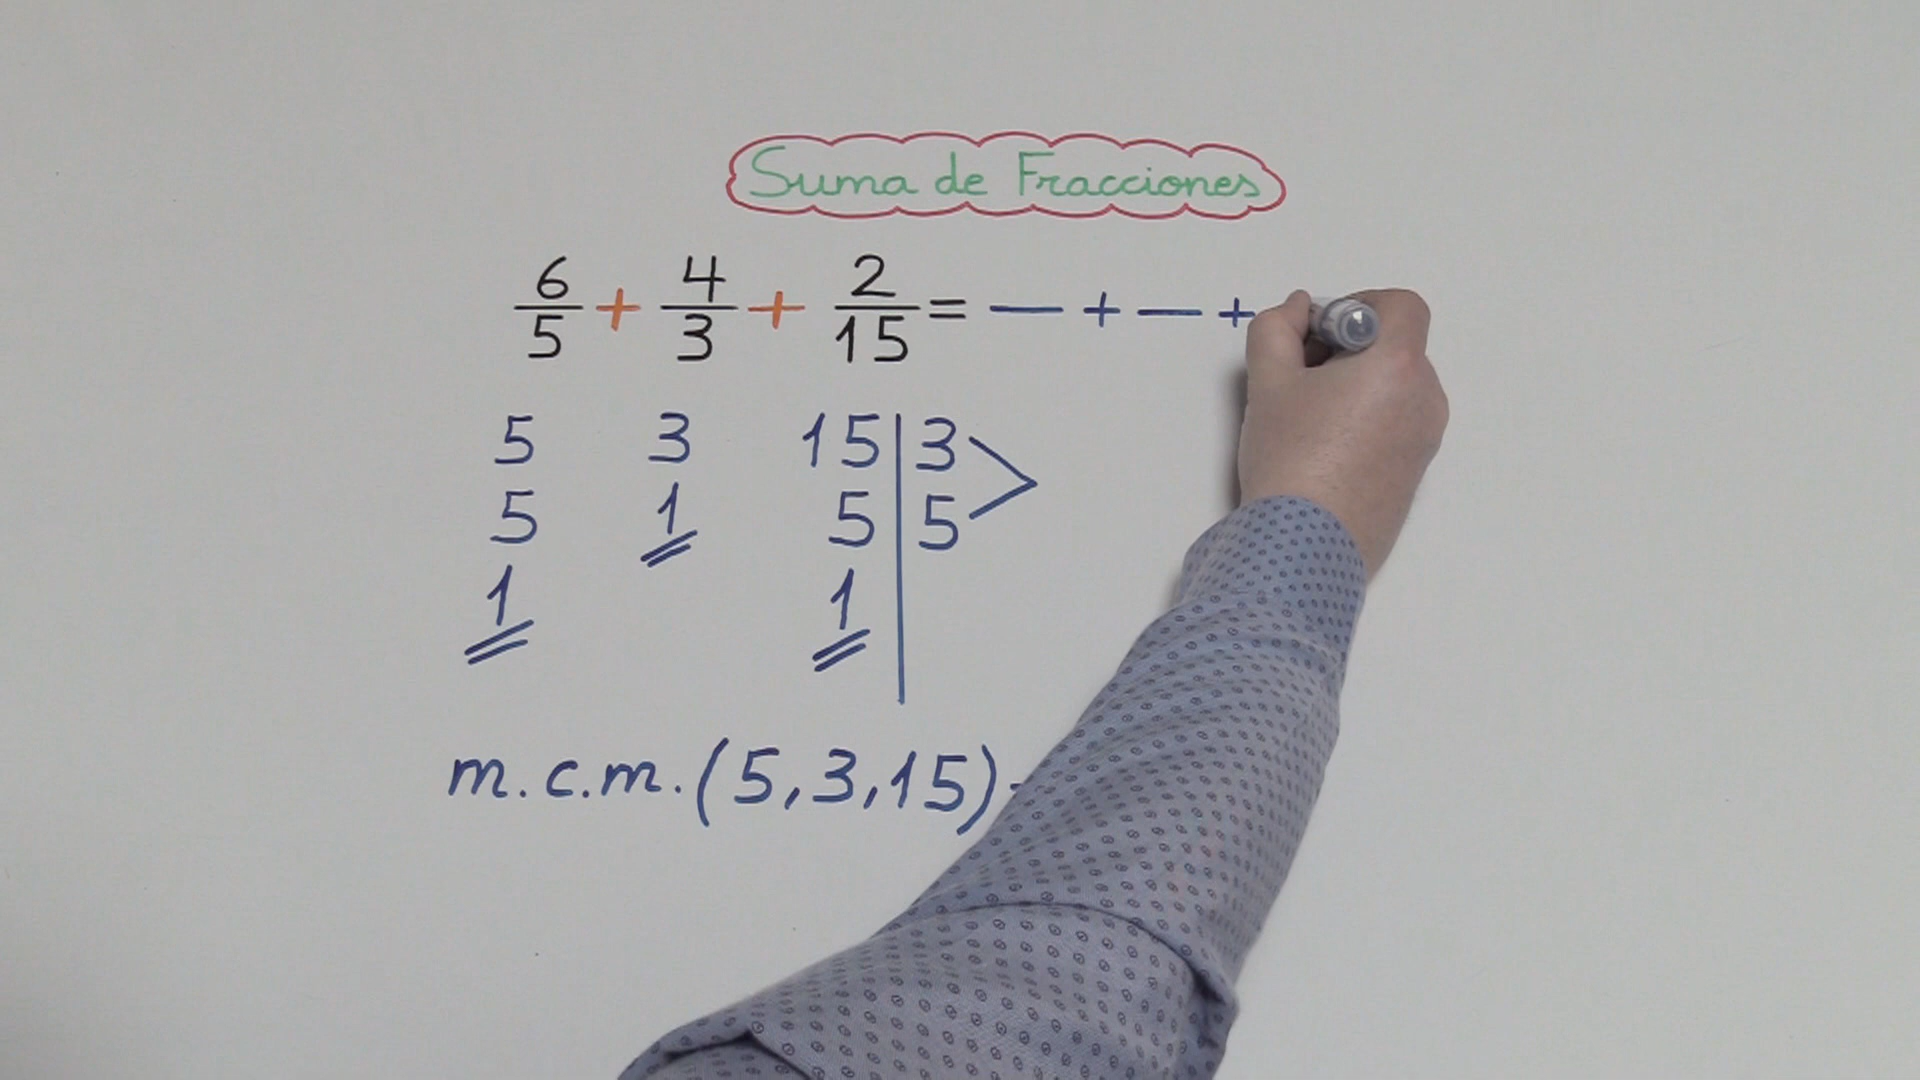 Suma de Fracciones
6/5 + 4/3 + 2/15 = — + — +
5 3 15 | 3
5 1 5 | 5
1 1
m.c.m.(5,3,15)